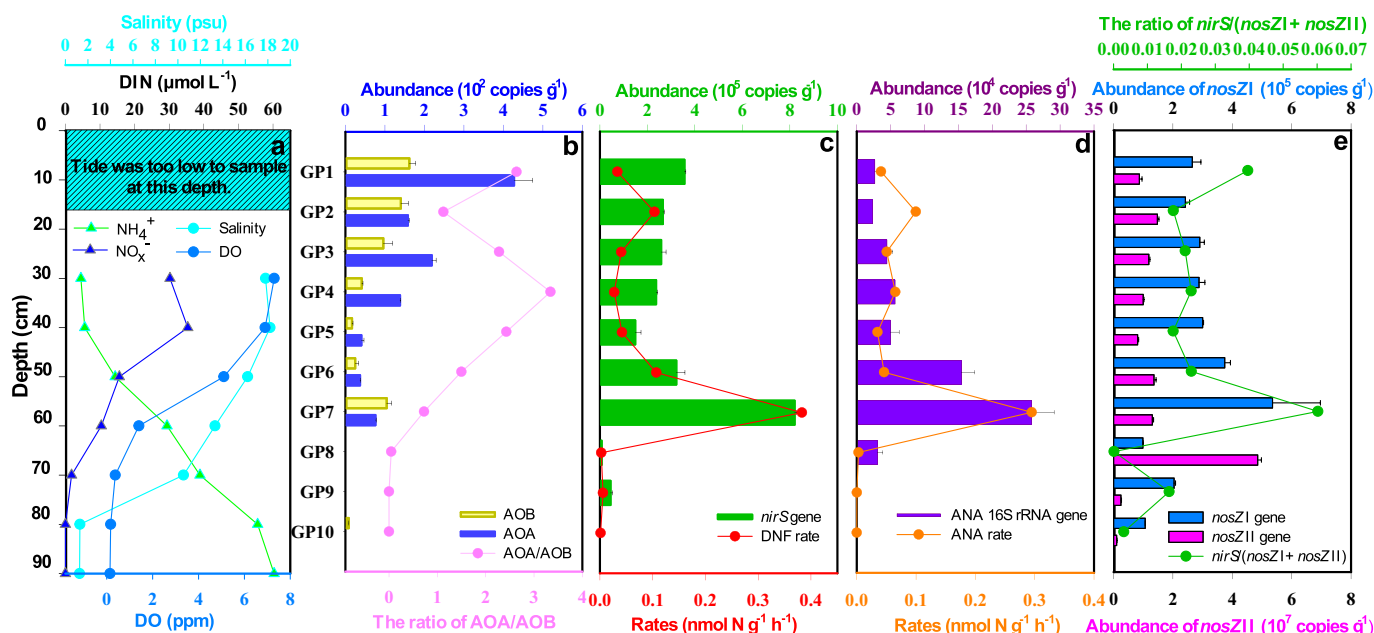 Salinity (psu)
0 2 4 6 8 10 12 14 16 18 20
DIN (μmol L⁻¹)
0 10 20 30 40 50 60 70
Depth (cm)
0
10
20
30
40
50
60
70
80
90
a
Tide was too low to sample
at this depth.
NH₄⁺
Salinity
NOₓ⁻
DO
0 2 4 6 8
DO (ppm)
Abundance (10² copies g⁻¹)
0 1 2 3 4 5 6
b
GP1
GP2
GP3
GP4
GP5
GP6
GP7
GP8
GP9
GP10
AOB
AOA
AOA/AOB
-1 0 1 2 3 4
The ratio of AOA/AOB
Abundance (10⁵ copies g⁻¹)
0 2 4 6 8 10
c
nirS gene
DNF rate
0.0 0.1 0.2 0.3 0.4
Rates (nmol N g⁻¹ h⁻¹)
Abundance (10⁴ copies g⁻¹)
0 5 10 15 20 25 30 35
d
ANA 16S rRNA gene
ANA rate
0.0 0.1 0.2 0.3 0.4
Rates (nmol N g⁻¹ h⁻¹)
The ratio of nirS/(nosZI + nosZII)
0.00 0.01 0.02 0.03 0.04 0.05 0.06 0.07
Abundance of nosZI (10⁵ copies g⁻¹)
0 2 4 6 8
e
nosZI gene
nosZII gene
nirS/(nosZI + nosZII)
0 2 4 6 8
Abundance of nosZII (10⁷ copies g⁻¹)